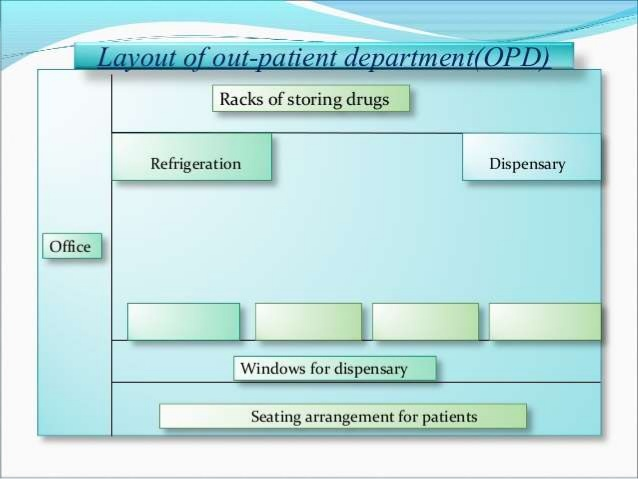 Layout of out-patient department(OPD)
Racks of storing drugs
Refrigeration
Dispensary
Office
Windows for dispensary
Seating arrangement for patients